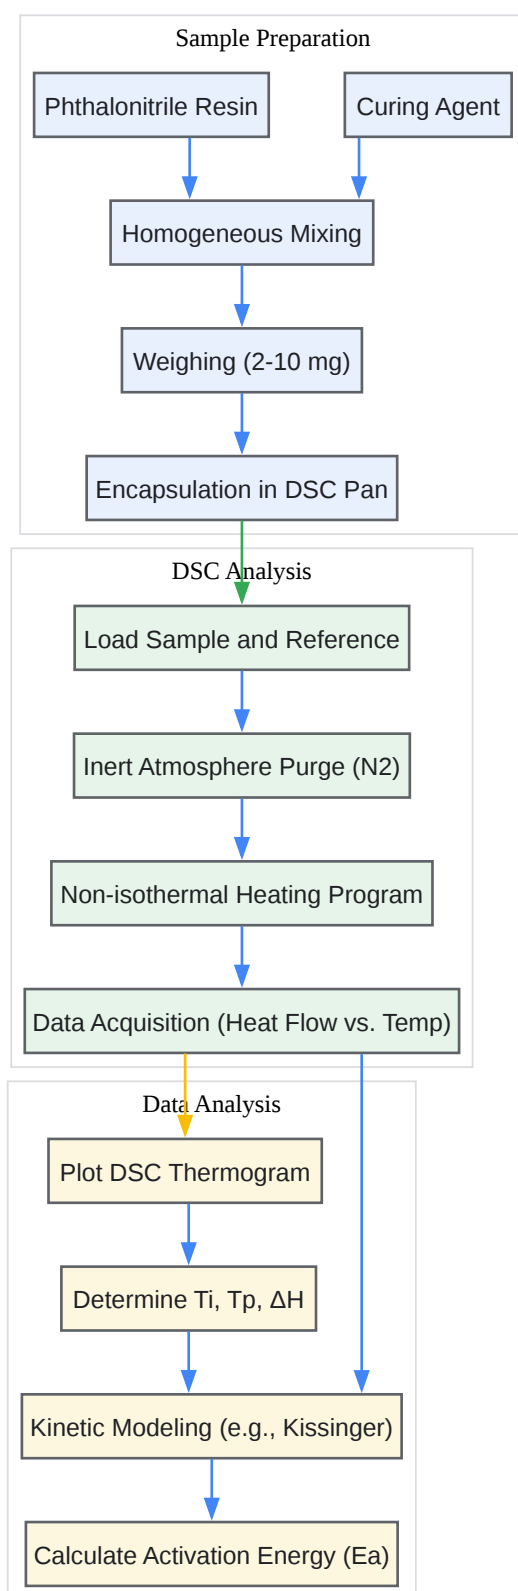 Sample Preparation
Phthalonitrile Resin
Curing Agent
Homogeneous Mixing
Weighing (2-10 mg)
Encapsulation in DSC Pan
DSC Analysis
Load Sample and Reference
Inert Atmosphere Purge (N2)
Non-isothermal Heating Program
Data Acquisition (Heat Flow vs. Temp)
Data Analysis
Plot DSC Thermogram
Determine Ti, Tp, ΔH
Kinetic Modeling (e.g., Kissinger)
Calculate Activation Energy (Ea)